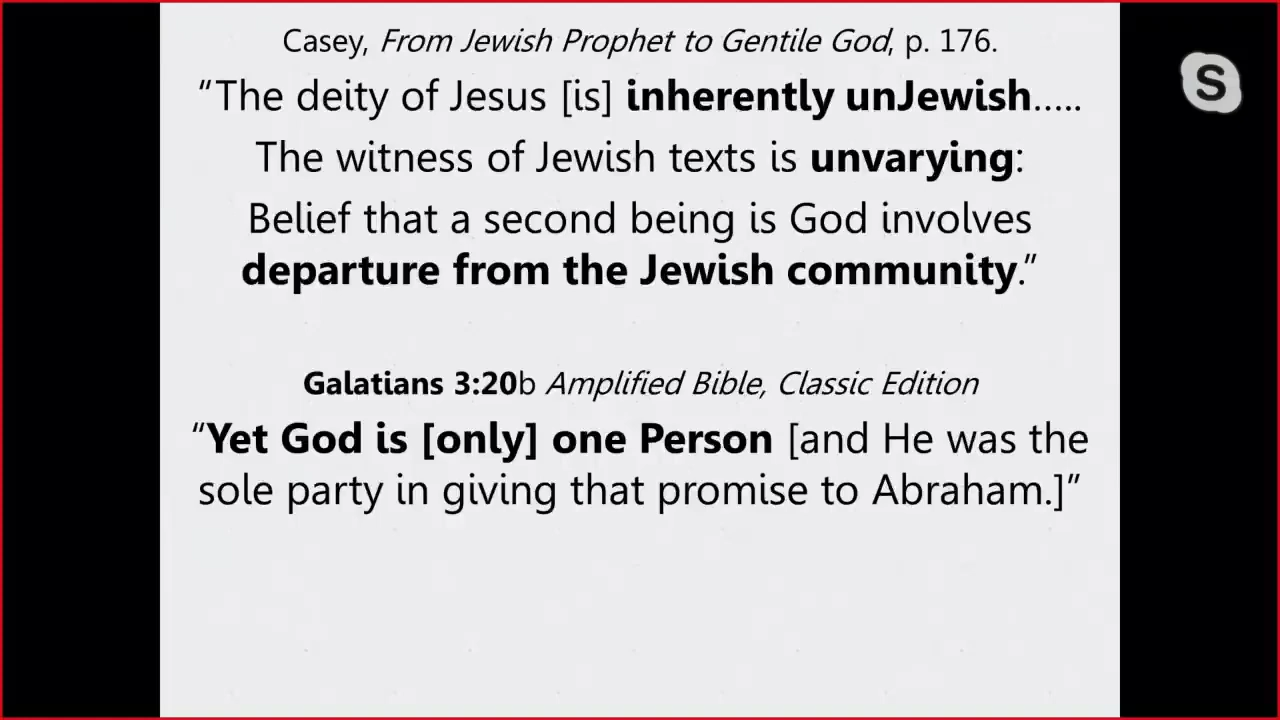 Casey, From Jewish Prophet to Gentile God, p. 176.
“The deity of Jesus [is] inherently unJewish.....
The witness of Jewish texts is unvarying:
Belief that a second being is God involves
departure from the Jewish community.”
Galatians 3:20b Amplified Bible, Classic Edition
“Yet God is [only] one Person [and He was the
sole party in giving that promise to Abraham.]”
S